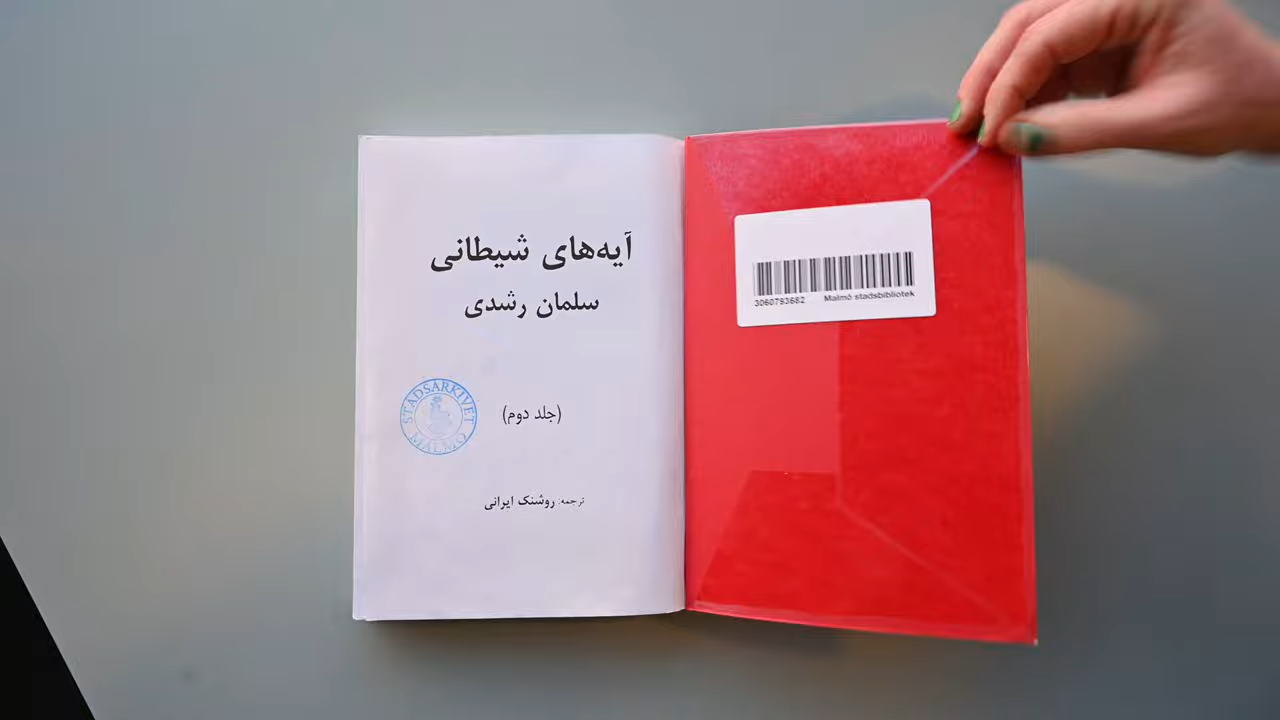 آیه‌های شیطانی
سلمان رشدی
(جلد دوم)
ترجمه: روشنک ایرانی
STADSARKIVET
MALMÖ
3060793682 Malmö stadsbibliotek